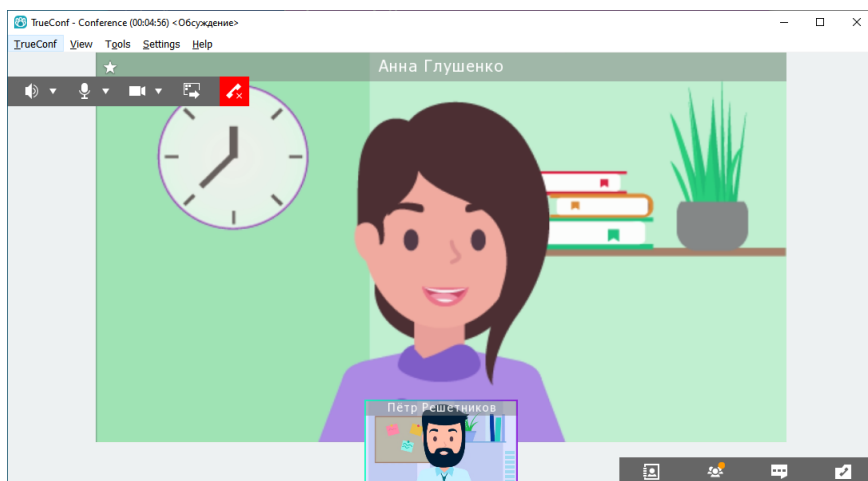 TrueConf - Conference (00:04:56) <Обсуждение>
TrueConf View Tools Settings Help
Анна Глушенко
Пётр Решетников